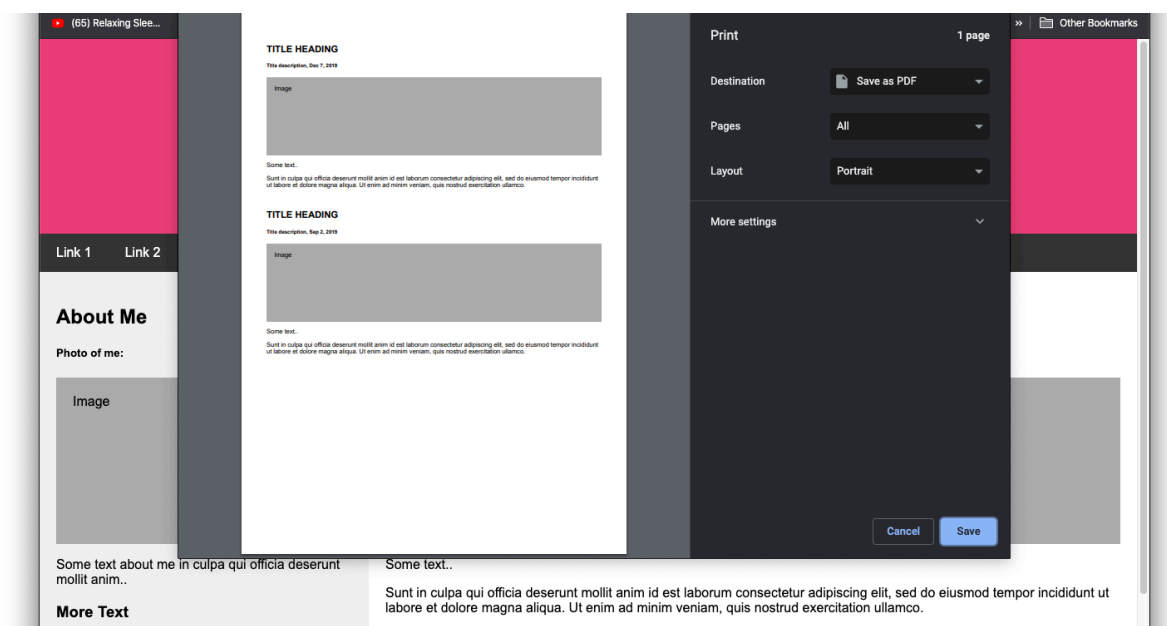 (65) Relaxing Slee...
»
Other Bookmarks
TITLE HEADING
Title description, Dec 7, 2019
Image
Some text..
Sunt in culpa qui officia deserunt mollit anim id est laborum consectetur adipiscing elit, sed do eiusmod tempor incididunt
ut labore et dolore magna aliqua. Ut enim ad minim veniam, quis nostrud exercitation ullamco.
TITLE HEADING
Title description, Sep 2, 2019
Image
Some text..
Sunt in culpa qui officia deserunt mollit anim id est laborum consectetur adipiscing elit, sed do eiusmod tempor incididunt
ut labore et dolore magna aliqua. Ut enim ad minim veniam, quis nostrud exercitation ullamco.
Print
1 page
Destination
Save as PDF
Pages
All
Layout
Portrait
More settings
Cancel
Save
Link 1
Link 2
About Me
Photo of me:
Image
Some text about me in culpa qui officia deserunt
mollit anim..
More Text
Some text..
Sunt in culpa qui officia deserunt mollit anim id est laborum consectetur adipiscing elit, sed do eiusmod tempor incididunt ut
labore et dolore magna aliqua. Ut enim ad minim veniam, quis nostrud exercitation ullamco.